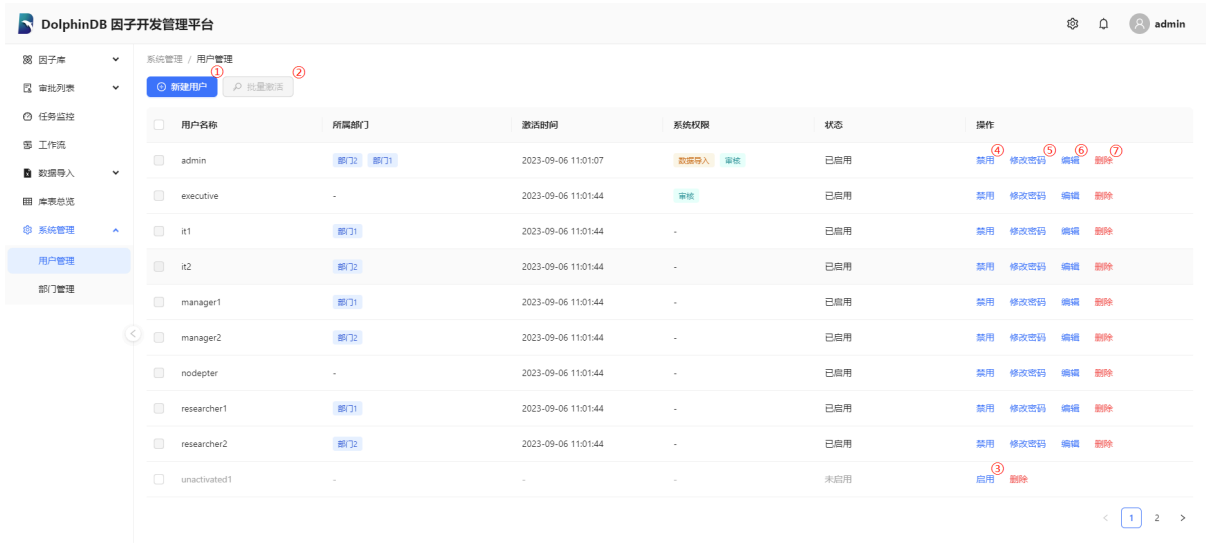 DolphinDB 因子开发管理平台
admin
因子库
审批列表
任务监控
工作流
数据导入
库表总览
系统管理
用户管理
部门管理
系统管理 / 用户管理
① ②
新建用户 批量激活
用户名称 所属部门 激活时间 系统权限 状态 操作
④ ⑤ ⑥ ⑦
admin 部门2 部门1 2023-09-06 11:01:07 数据导入 审核 已启用 禁用 修改密码 编辑 删除
executive - 2023-09-06 11:01:44 审核 已启用 禁用 修改密码 编辑 删除
it1 部门1 2023-09-06 11:01:44 - 已启用 禁用 修改密码 编辑 删除
it2 部门2 2023-09-06 11:01:44 - 已启用 禁用 修改密码 编辑 删除
manager1 部门1 2023-09-06 11:01:44 - 已启用 禁用 修改密码 编辑 删除
manager2 部门2 2023-09-06 11:01:44 - 已启用 禁用 修改密码 编辑 删除
nodepter - 2023-09-06 11:01:44 - 已启用 禁用 修改密码 编辑 删除
researcher1 部门1 2023-09-06 11:01:44 - 已启用 禁用 修改密码 编辑 删除
researcher2 部门2 2023-09-06 11:01:44 - 已启用 禁用 修改密码 编辑 删除
③
unactivated1 - - - 未启用 启用 删除
< 1 2 >